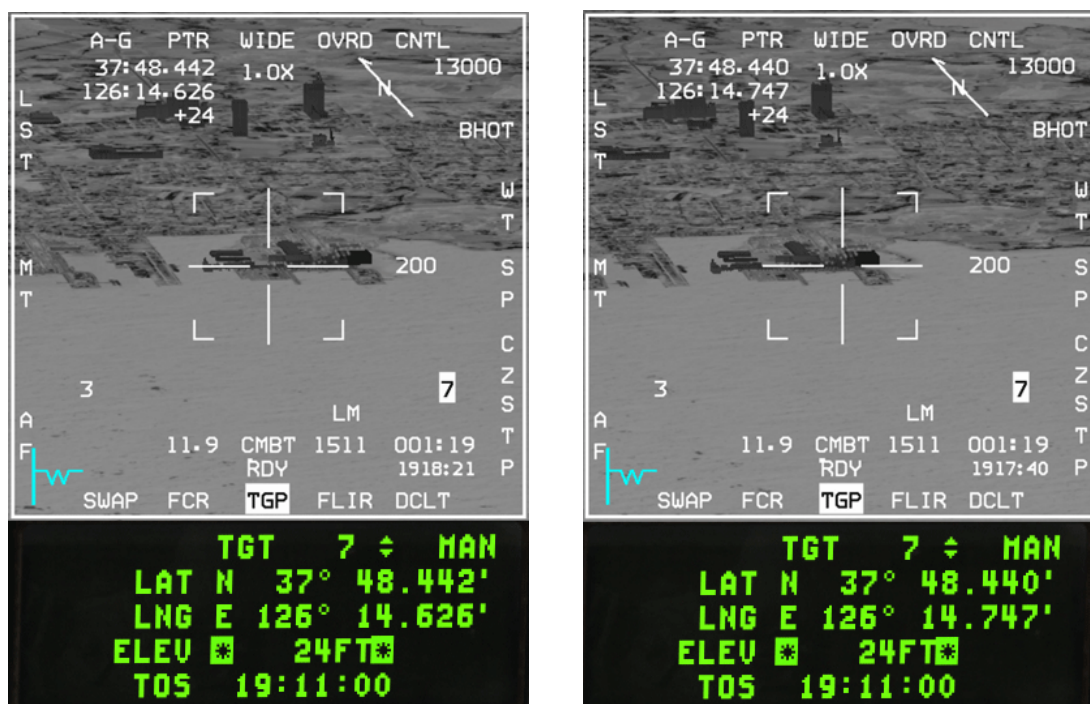 A-G PTR WIDE OVRD CNTL
37:48.442 1.0X 13000
126:14.626 N
+24
BHOT
L
S
T
W
T
M
T
200
S
P
C
Z
3 7
S
T
P
LM
A
F
11.9 CMBT 1511 001:19
RDY 1918:21
W
SWAP FCR TGP FLIR DCLT
TGT 7 MAN
LAT N 37° 48.442'
LNG E 126° 14.626'
ELEV * 24FT*
TOS 19:11:00
A-G PTR WIDE OVRD CNTL
37:48.440 1.0X 13000
126:14.747 N
+24
BHOT
L
S
T
W
T
M
T
200
S
P
C
Z
3 7
S
T
P
LM
A
F
11.9 CMBT 1511 001:19
RDY 1917:40
W
SWAP FCR TGP FLIR DCLT
TGT 7 MAN
LAT N 37° 48.440'
LNG E 126° 14.747'
ELEV * 24FT*
TOS 19:11:00